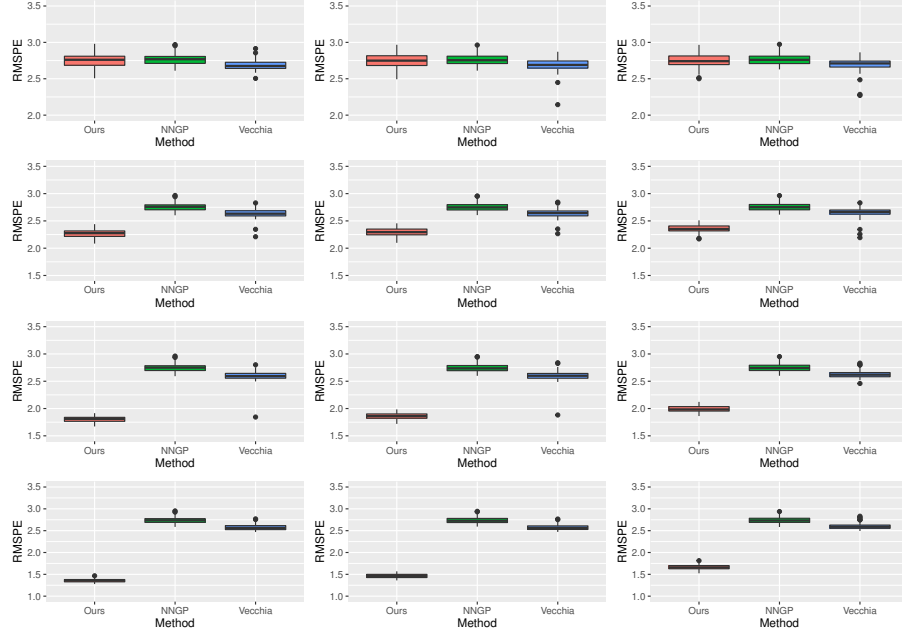 RMSPE
3.5
3.0
2.5
2.0
Ours
NNGP
Vecchia
Method
RMSPE
3.5
3.0
2.5
2.0
Ours
NNGP
Vecchia
Method
RMSPE
3.5
3.0
2.5
2.0
Ours
NNGP
Vecchia
Method
RMSPE
3.5
3.0
2.5
2.0
1.5
Ours
NNGP
Vecchia
Method
RMSPE
3.5
3.0
2.5
2.0
1.5
Ours
NNGP
Vecchia
Method
RMSPE
3.5
3.0
2.5
2.0
1.5
Ours
NNGP
Vecchia
Method
RMSPE
3.5
3.0
2.5
2.0
1.5
Ours
NNGP
Vecchia
Method
RMSPE
3.5
3.0
2.5
2.0
1.5
Ours
NNGP
Vecchia
Method
RMSPE
3.5
3.0
2.5
2.0
1.5
Ours
NNGP
Vecchia
Method
RMSPE
3.5
3.0
2.5
2.0
1.5
1.0
Ours
NNGP
Vecchia
Method
RMSPE
3.5
3.0
2.5
2.0
1.5
1.0
Ours
NNGP
Vecchia
Method
RMSPE
3.5
3.0
2.5
2.0
1.5
1.0
Ours
NNGP
Vecchia
Method